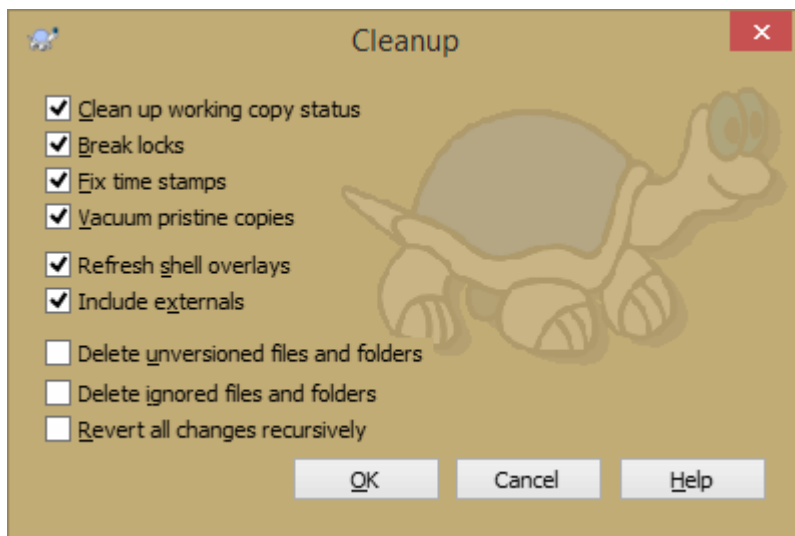 Cleanup
Clean up working copy status
Break locks
Fix time stamps
Vacuum pristine copies
Refresh shell overlays
Include externals
Delete unversioned files and folders
Delete ignored files and folders
Revert all changes recursively
OK Cancel Help